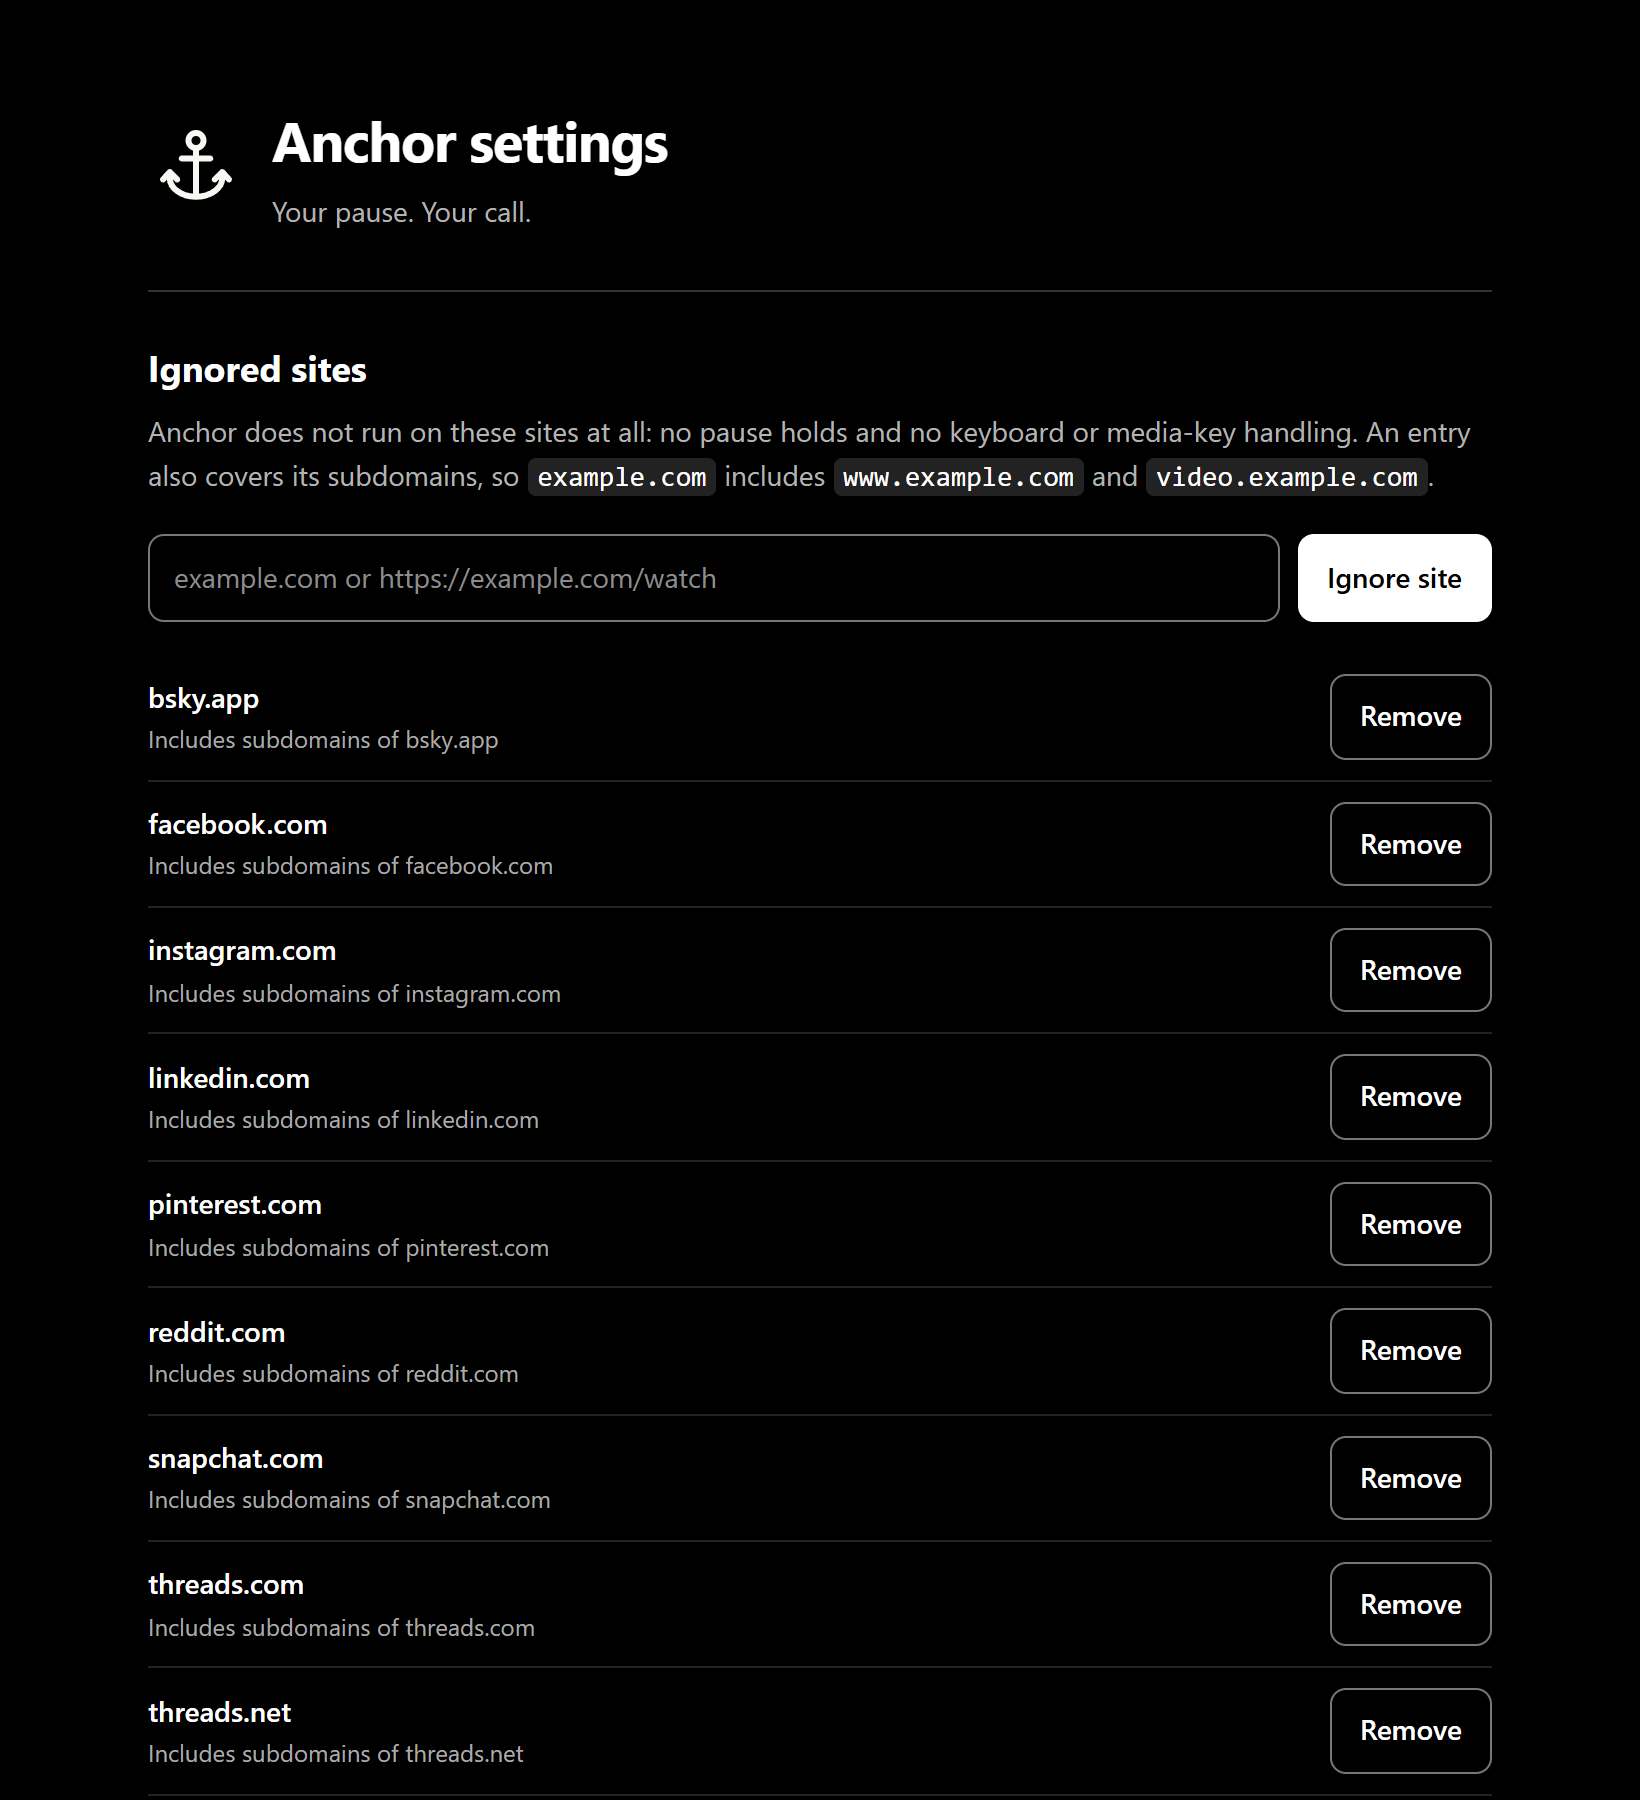 Anchor settings
Your pause. Your call.
Ignored sites
Anchor does not run on these sites at all: no pause holds and no keyboard or media-key handling. An entry
also covers its subdomains, so example.com includes www.example.com and video.example.com.
example.com or https://example.com/watch
Ignore site
bsky.app
Includes subdomains of bsky.app
Remove
facebook.com
Includes subdomains of facebook.com
Remove
instagram.com
Includes subdomains of instagram.com
Remove
linkedin.com
Includes subdomains of linkedin.com
Remove
pinterest.com
Includes subdomains of pinterest.com
Remove
reddit.com
Includes subdomains of reddit.com
Remove
snapchat.com
Includes subdomains of snapchat.com
Remove
threads.com
Includes subdomains of threads.com
Remove
threads.net
Includes subdomains of threads.net
Remove